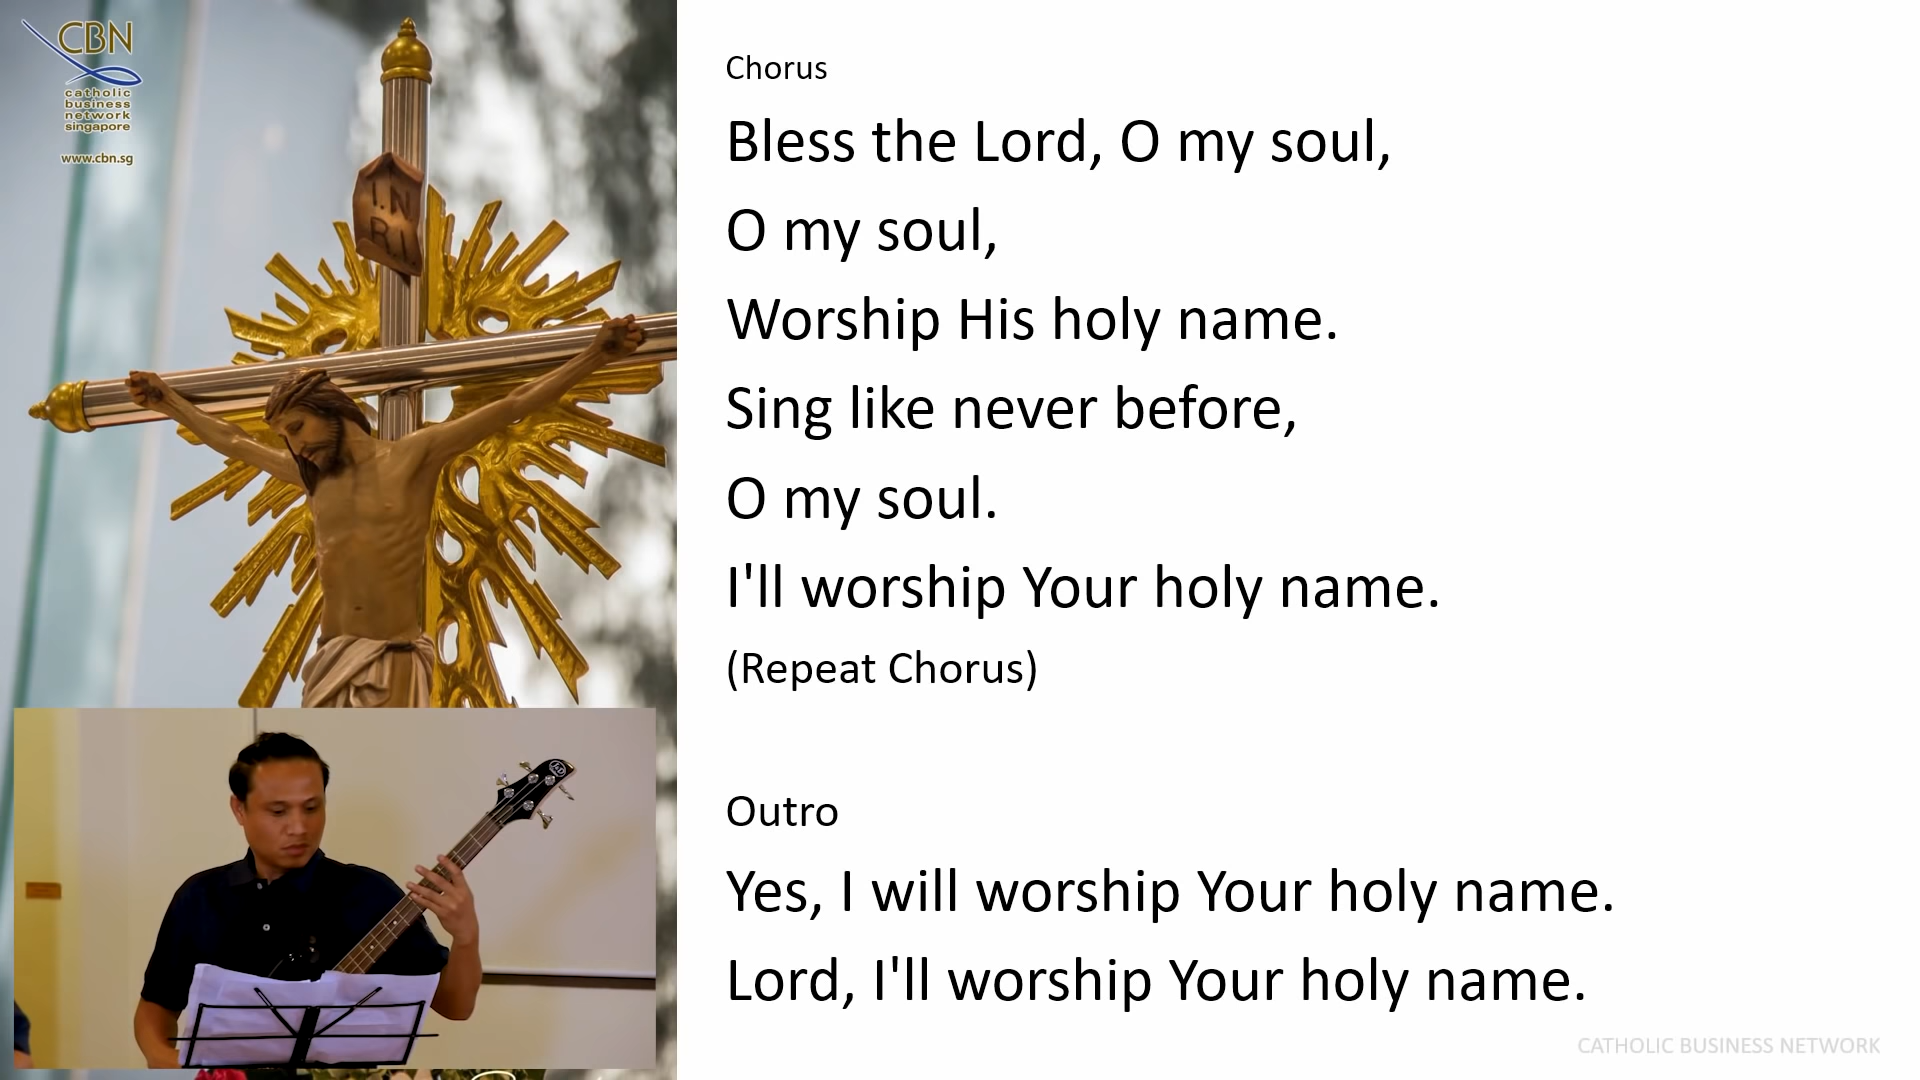 CBN
catholic
business
network
singapore
www.cbn.sg
I.N
R.I.
Chorus
Bless the Lord, O my soul,
O my soul,
Worship His holy name.
Sing like never before,
O my soul.
I'll worship Your holy name.
(Repeat Chorus)
Outro
Yes, I will worship Your holy name.
Lord, I'll worship Your holy name.
CATHOLIC BUSINESS NETWORK